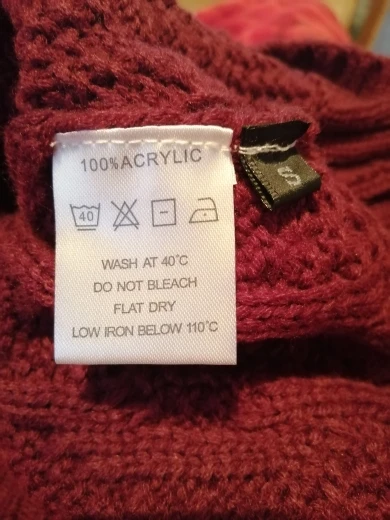 100%ACRYLIC
S
40
WASH AT 40°C
DO NOT BLEACH
FLAT DRY
LOW IRON BELOW 110°C